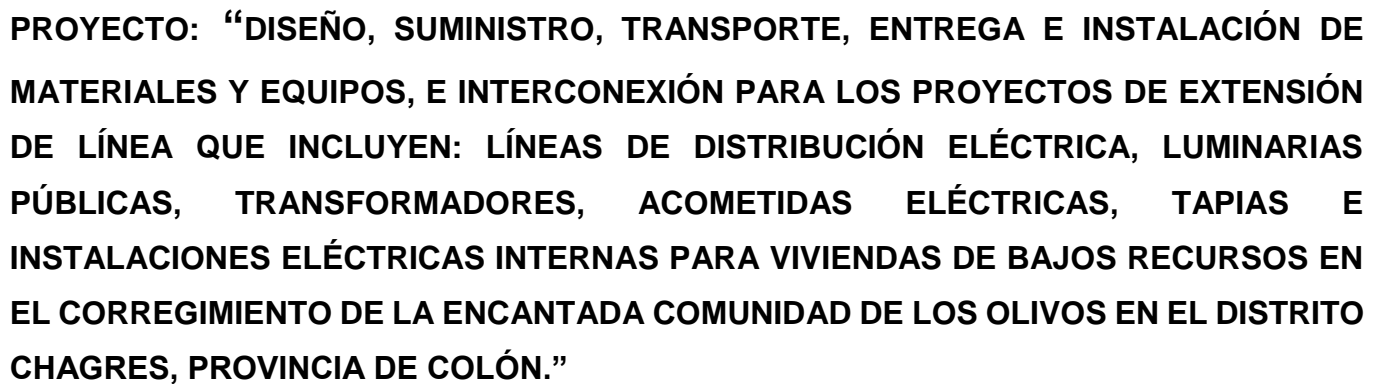 PROYECTO: “DISEÑO, SUMINISTRO, TRANSPORTE, ENTREGA E INSTALACIÓN DE
MATERIALES Y EQUIPOS, E INTERCONEXIÓN PARA LOS PROYECTOS DE EXTENSIÓN
DE LÍNEA QUE INCLUYEN: LÍNEAS DE DISTRIBUCIÓN ELÉCTRICA, LUMINARIAS
PÚBLICAS, TRANSFORMADORES, ACOMETIDAS ELÉCTRICAS, TAPIAS E
INSTALACIONES ELÉCTRICAS INTERNAS PARA VIVIENDAS DE BAJOS RECURSOS EN
EL CORREGIMIENTO DE LA ENCANTADA COMUNIDAD DE LOS OLIVOS EN EL DISTRITO
CHAGRES, PROVINCIA DE COLÓN.”